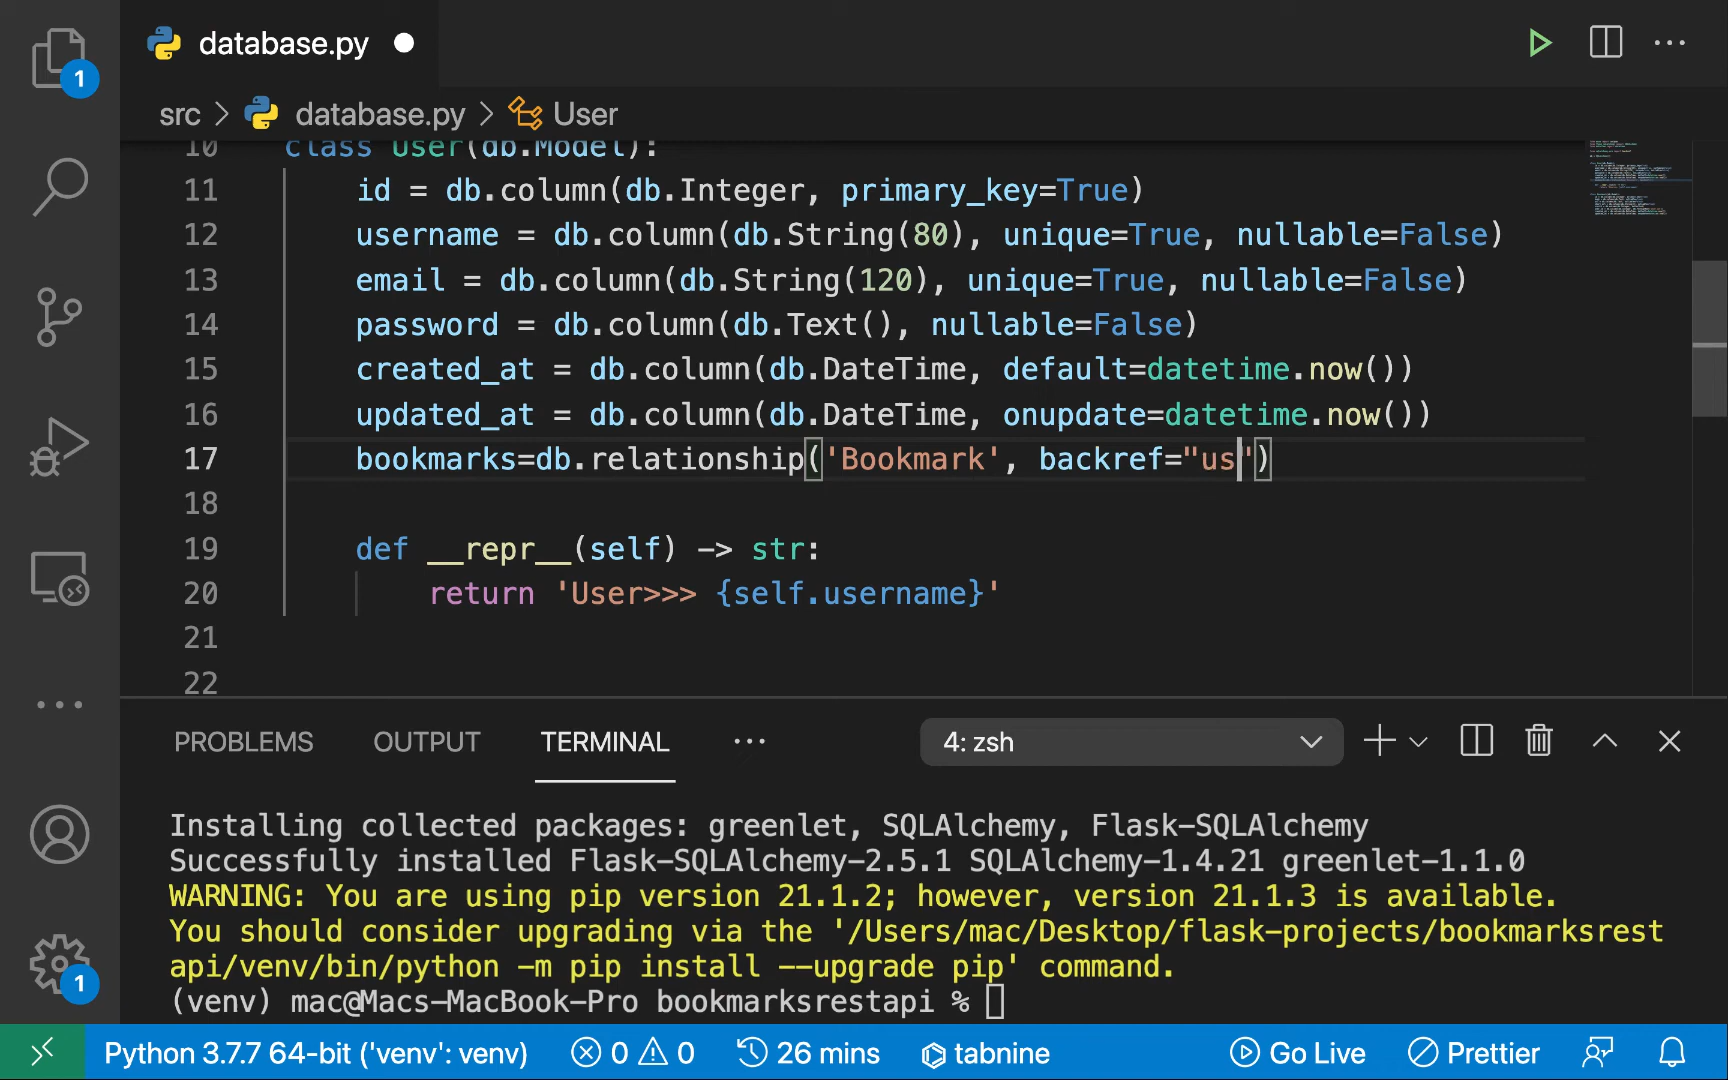 1
database.py
src > database.py > User
10 class User(db.Model):
11 id = db.column(db.Integer, primary_key=True)
12 username = db.column(db.String(80), unique=True, nullable=False)
13 email = db.column(db.String(120), unique=True, nullable=False)
14 password = db.column(db.Text(), nullable=False)
15 created_at = db.column(db.DateTime, default=datetime.now())
16 updated_at = db.column(db.DateTime, onupdate=datetime.now())
17 bookmarks=db.relationship('Bookmark', backref="us")
18
19 def __repr__(self) -> str:
20 return 'User>>> {self.username}'
21
22
PROBLEMS OUTPUT TERMINAL 4: zsh
Installing collected packages: greenlet, SQLAlchemy, Flask-SQLAlchemy
Successfully installed Flask-SQLAlchemy-2.5.1 SQLAlchemy-1.4.21 greenlet-1.1.0
WARNING: You are using pip version 21.1.2; however, version 21.1.3 is available.
You should consider upgrading via the '/Users/mac/Desktop/flask-projects/bookmarksrest
api/venv/bin/python -m pip install --upgrade pip' command.
(venv) mac@Macs-MacBook-Pro bookmarksrestapi %
1
Python 3.7.7 64-bit ('venv': venv) 0 0 26 mins tabnine Go Live Prettier